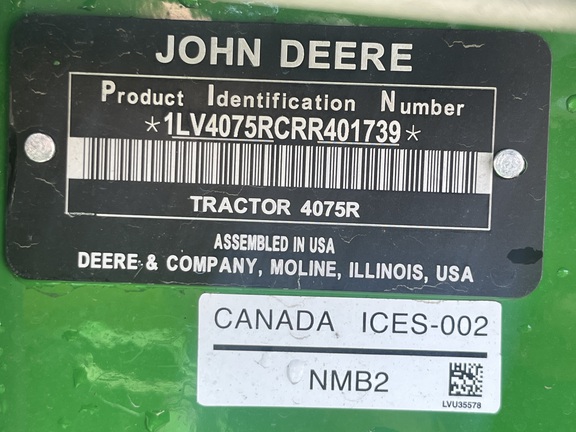 JOHN DEERE
Product Identification Number
*1LV4075RCRR401739*
TRACTOR 4075R
ASSEMBLED IN USA
DEERE & COMPANY, MOLINE, ILLINOIS, USA
CANADA ICES-002
NMB2
LVU35578